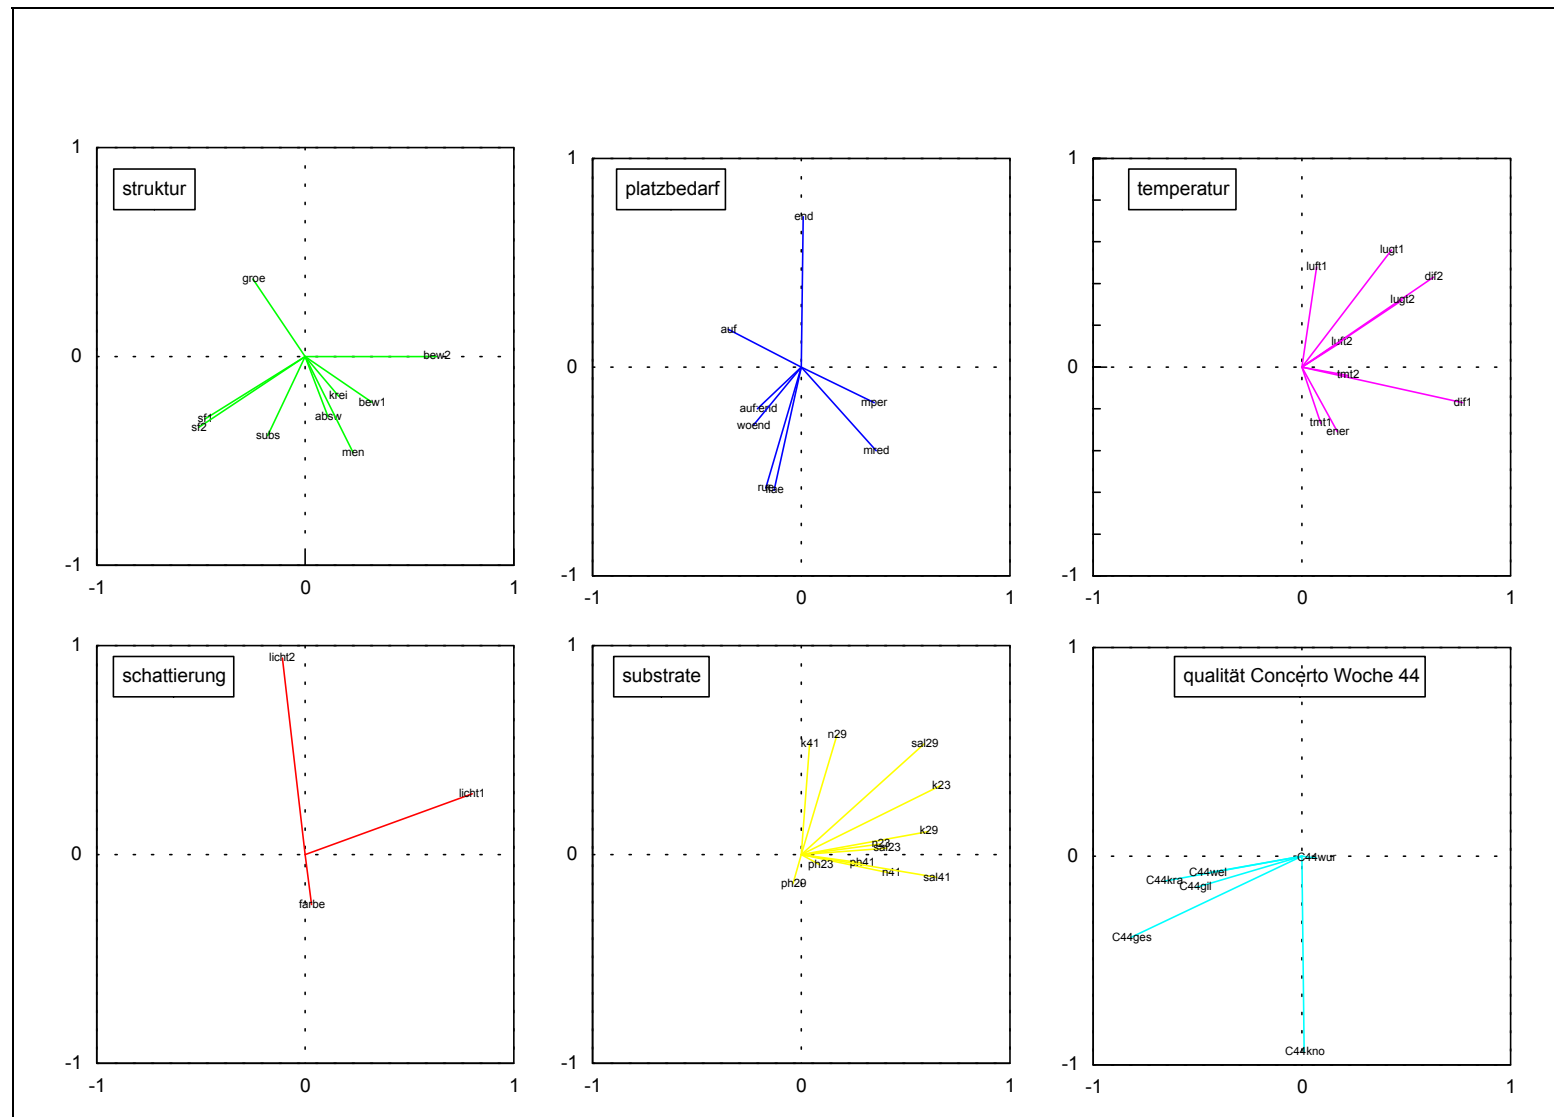 1
struktur
groe
0
bew2
krei
bew1
sf1
absw
sf2
subs
men
-1
-1
0
1
1
platzbedarf
end
auf
0
mper
auf.end
woend
mred
rue
flae
-1
-1
0
1
1
temperatur
lugt1
luft1
dif2
lugt2
luft2
0
tmt2
dif1
tmt1
ener
-1
-1
0
1
1
schattierung
licht2
licht1
0
farbe
-1
-1
0
1
1
substrate
n29
k41
sal29
k23
k29
n23
sal23
0
ph23
ph41
n41
sal41
ph29
-1
-1
0
1
1
qualität Concerto Woche 44
0
C44wur
C44wel
C44kra
C44gil
C44ges
C44kno
-1
-1
0
1